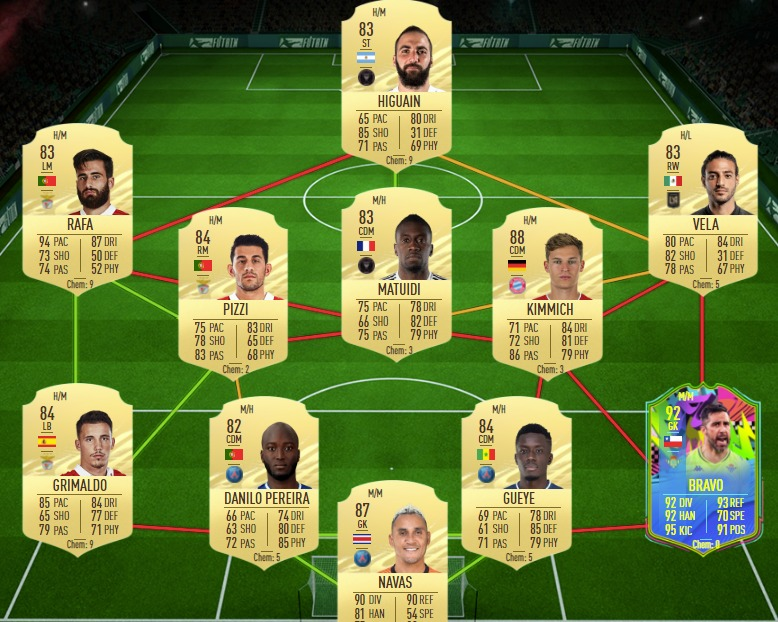 H/M
83
ST
HIGUAIN
65 PAC 80 DRI
85 SHO 31 DEF
71 PAS 69 PHY
Chem: 9
H/M
83
LM
RAFA
94 PAC 87 DRI
73 SHO 50 DEF
74 PAS 52 PHY
Chem: 9
H/L
83
RW
VELA
80 PAC 84 DRI
82 SHO 31 DEF
78 PAS 67 PHY
Chem: 5
H/M
84
RM
PIZZI
75 PAC 83 DRI
78 SHO 65 DEF
83 PAS 68 PHY
Chem: 2
M/H
83
CDM
MATUIDI
75 PAC 78 DRI
66 SHO 82 DEF
75 PAS 79 PHY
Chem: 3
H/M
88
CDM
KIMMICH
71 PAC 84 DRI
72 SHO 81 DEF
86 PAS 79 PHY
Chem: 3
H/M
84
LB
GRIMALDO
85 PAC 84 DRI
65 SHO 77 DEF
79 PAS 71 PHY
Chem: 9
M/H
82
CDM
DANILO PEREIRA
66 PAC 74 DRI
63 SHO 80 DEF
72 PAS 85 PHY
Chem: 5
M/H
84
CDM
GUEYE
69 PAC 78 DRI
61 SHO 85 DEF
71 PAS 79 PHY
Chem: 5
M/M
92
GK
BRAVO
92 DIV 93 REF
92 HAN 70 SPE
95 KIC 91 POS
Chem: 0
M/M
87
GK
NAVAS
90 DIV 90 REF
81 HAN 54 SPE